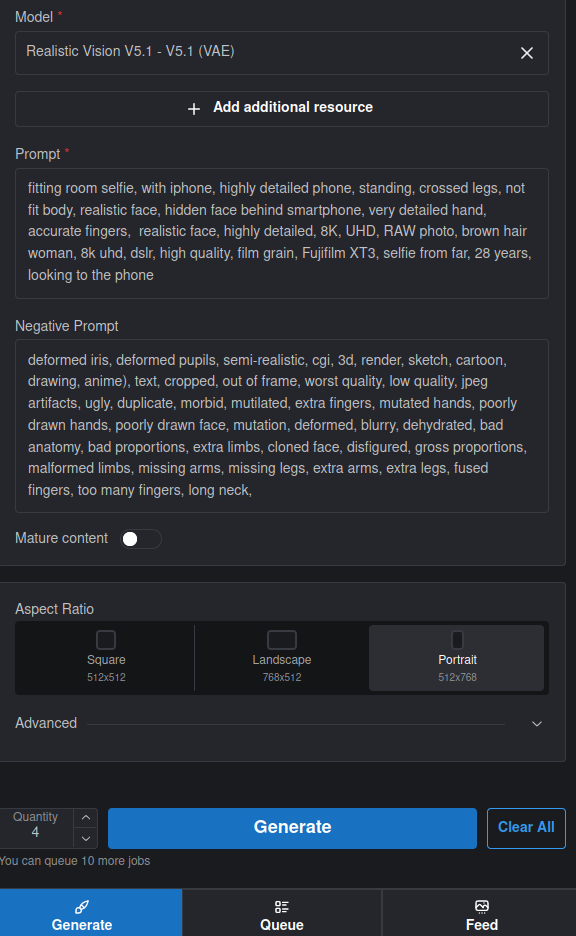 Model *
Realistic Vision V5.1 - V5.1 (VAE)
Add additional resource
Prompt *
fitting room selfie, with iphone, highly detailed phone, standing, crossed legs, not
fit body, realistic face, hidden face behind smartphone, very detailed hand,
accurate fingers,  realistic face, highly detailed, 8K, UHD, RAW photo, brown hair
woman, 8k uhd, dslr, high quality, film grain, Fujifilm XT3, selfie from far, 28 years,
looking to the phone
Negative Prompt
deformed iris, deformed pupils, semi-realistic, cgi, 3d, render, sketch, cartoon,
drawing, anime), text, cropped, out of frame, worst quality, low quality, jpeg
artifacts, ugly, duplicate, morbid, mutilated, extra fingers, mutated hands, poorly
drawn hands, poorly drawn face, mutation, deformed, blurry, dehydrated, bad
anatomy, bad proportions, extra limbs, cloned face, disfigured, gross proportions,
malformed limbs, missing arms, missing legs, extra arms, extra legs, fused
fingers, too many fingers, long neck,
Mature content
Aspect Ratio
Square
512x512
Landscape
768x512
Portrait
512x768
Advanced
Quantity
4
Generate
Clear All
You can queue 10 more jobs
Generate
Queue
Feed